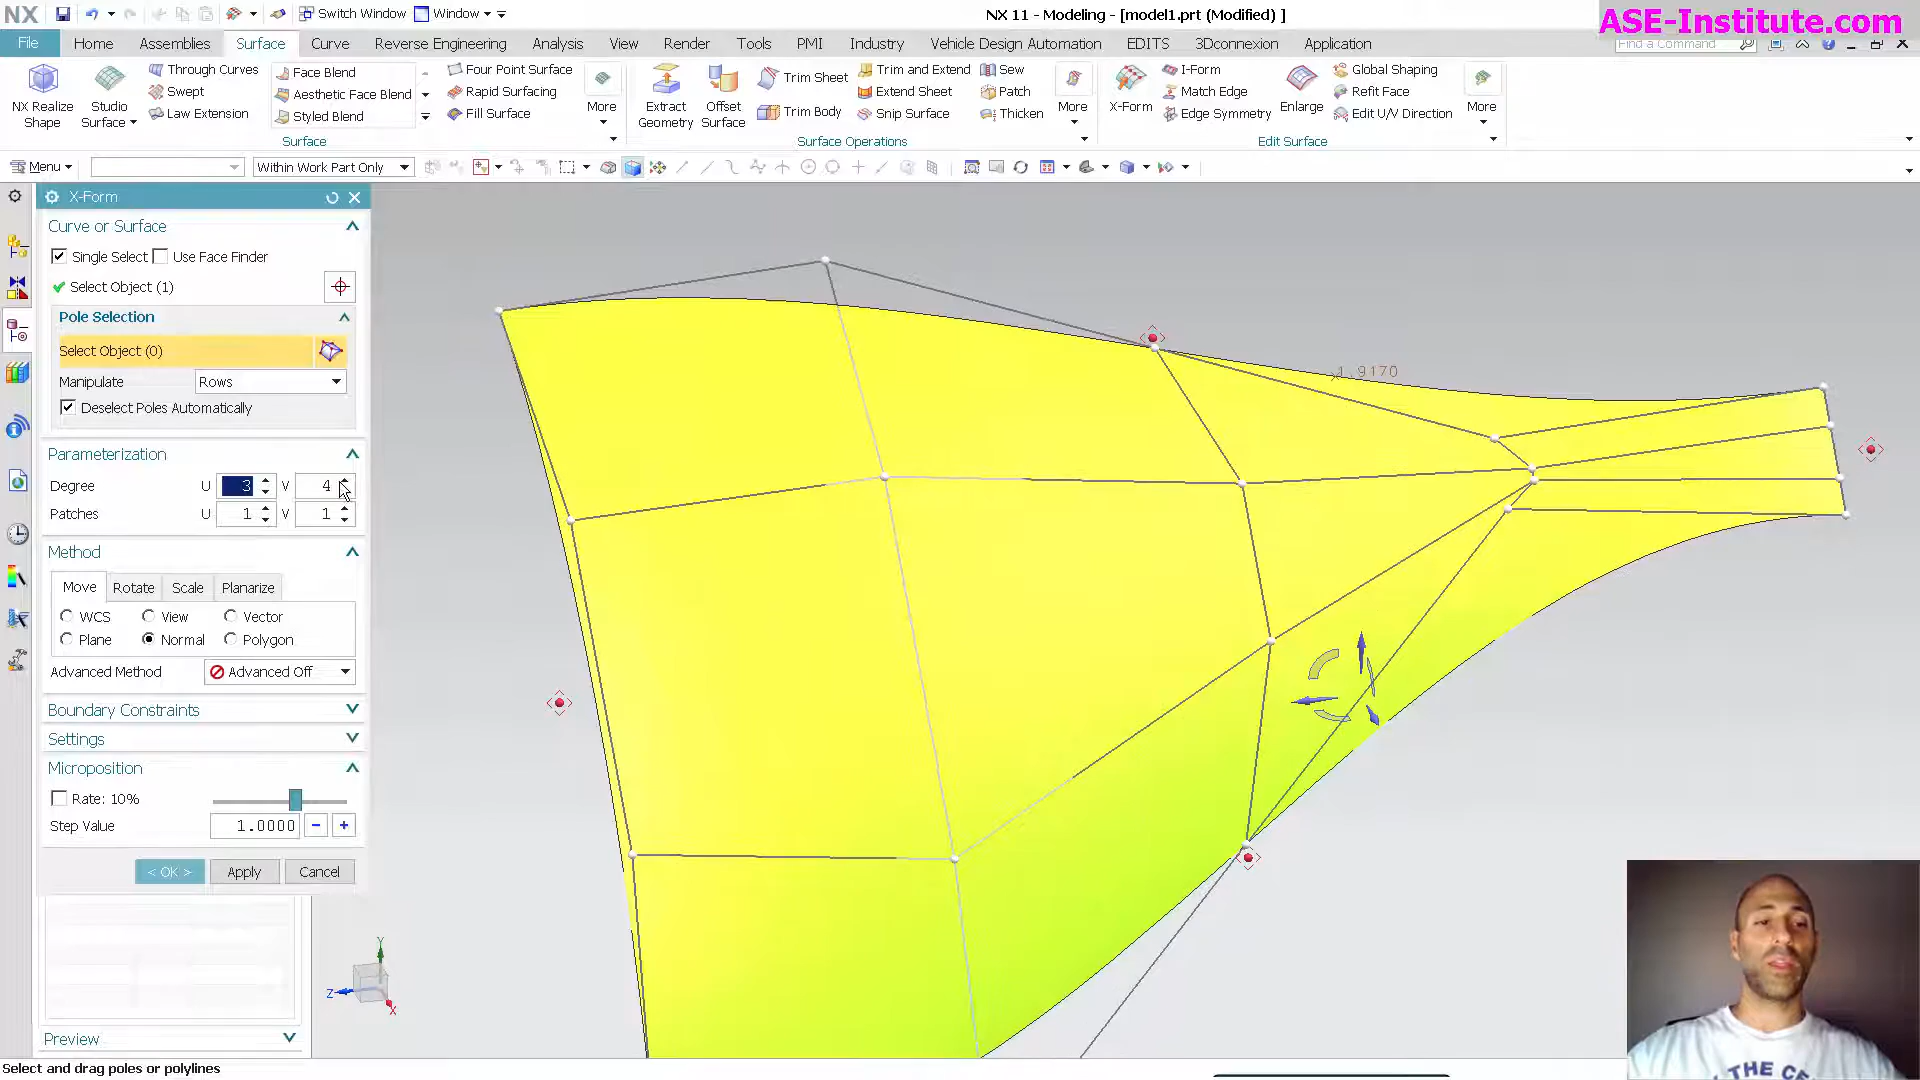 NX
Switch Window
Window
NX 11 - Modeling - [model1.prt (Modified) ]
ASE-Institute.com
File
Home
Assemblies
Surface
Curve
Reverse Engineering
Analysis
View
Render
Tools
PMI
Industry
Vehicle Design Automation
EDITS
3Dconnexion
Application
Find a Command
NX Realize Shape
Studio Surface
Through Curves
Swept
Law Extension
Face Blend
Aesthetic Face Blend
Styled Blend
Four Point Surface
Rapid Surfacing
Fill Surface
More
Surface
Extract Geometry
Offset Surface
Trim Sheet
Trim Body
Trim and Extend
Extend Sheet
Snip Surface
Sew
Patch
Thicken
More
Surface Operations
X-Form
I-Form
Match Edge
Edge Symmetry
Enlarge
Global Shaping
Refit Face
Edit U/V Direction
More
Edit Surface
Menu
Within Work Part Only
X-Form
Curve or Surface
Single Select
Use Face Finder
Select Object (1)
Pole Selection
Select Object (0)
Manipulate
Rows
Deselect Poles Automatically
Parameterization
Degree U 3 V 4
Patches U 1 V 1
Method
Move
Rotate
Scale
Planarize
WCS
View
Vector
Plane
Normal
Polygon
Advanced Method
Advanced Off
Boundary Constraints
Settings
Microposition
Rate: 10%
Step Value
1.0000
- +
< OK >
Apply
Cancel
Preview
Select and drag poles or polylines
1.9170
Y
Z
X
THE CE